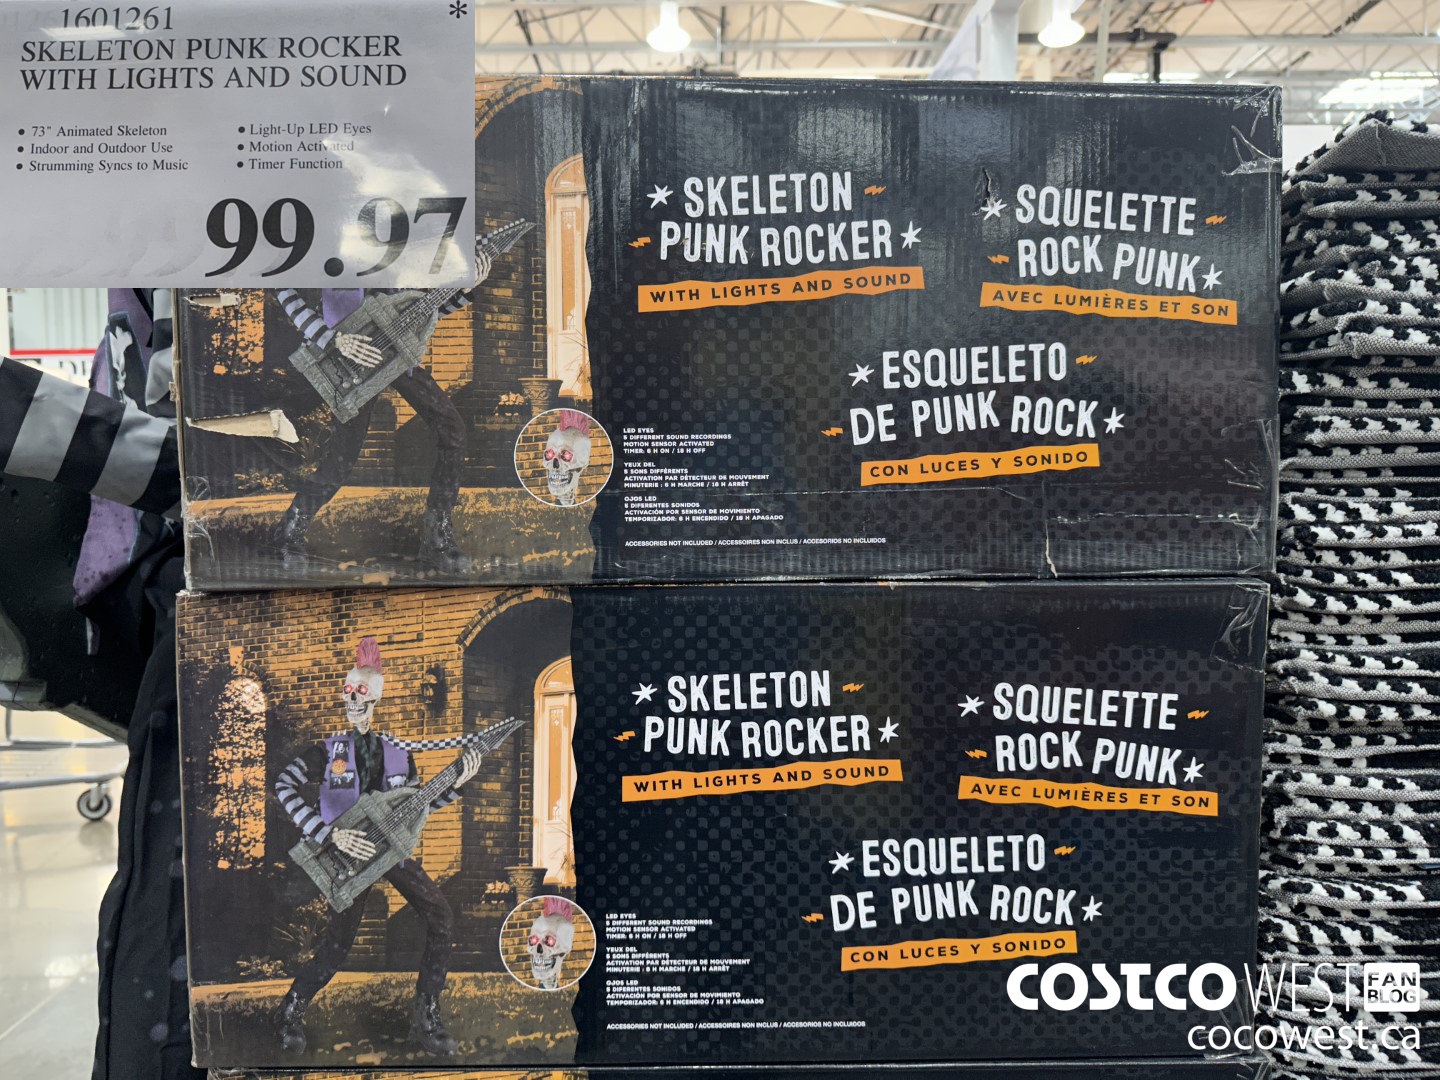 1601261
*
SKELETON PUNK ROCKER
WITH LIGHTS AND SOUND
• 73" Animated Skeleton
• Indoor and Outdoor Use
• Strumming Syncs to Music
• Light-Up LED Eyes
• Motion Activated
• Timer Function
99.97
SKELETON
PUNK ROCKER
WITH LIGHTS AND SOUND
SQUELETTE
ROCK PUNK
AVEC LUMIÈRES ET SON
ESQUELETO
DE PUNK ROCK
CON LUCES Y SONIDO
LED EYES
5 DIFFERENT SOUND RECORDINGS
MOTION SENSOR ACTIVATED
TIMER: 6 H ON / 18 H OFF
YEUX DEL
5 SONS DIFFÉRENTS
ACTIVATION PAR DÉTECTEUR DE MOUVEMENT
MINUTERIE : 6 H MARCHE / 18 H ARRÊT
OJOS LED
5 DIFERENTES SONIDOS
ACTIVACIÓN POR SENSOR DE MOVIMIENTO
TEMPORIZADOR: 6 H ENCENDIDO / 18 H APAGADO
ACCESSORIES NOT INCLUDED / ACCESSOIRES NON INCLUS / ACCESORIOS NO INCLUIDOS
SKELETON
PUNK ROCKER
WITH LIGHTS AND SOUND
SQUELETTE
ROCK PUNK
AVEC LUMIÈRES ET SON
ESQUELETO
DE PUNK ROCK
CON LUCES Y SONIDO
LED EYES
5 DIFFERENT SOUND RECORDINGS
MOTION SENSOR ACTIVATED
TIMER: 6 H ON / 18 H OFF
YEUX DEL
5 SONS DIFFÉRENTS
ACTIVATION PAR DÉTECTEUR DE MOUVEMENT
MINUTERIE : 6 H MARCHE / 18 H ARRÊT
OJOS LED
5 DIFERENTES SONIDOS
ACTIVACIÓN POR SENSOR DE MOVIMIENTO
TEMPORIZADOR: 6 H ENCENDIDO / 18 H APAGADO
ACCESSORIES NOT INCLUDED / ACCESSOIRES NON INCLUS / ACCESORIOS NO INCLUIDOS
COSTCO WEST FAN BLOG
cocowest.ca